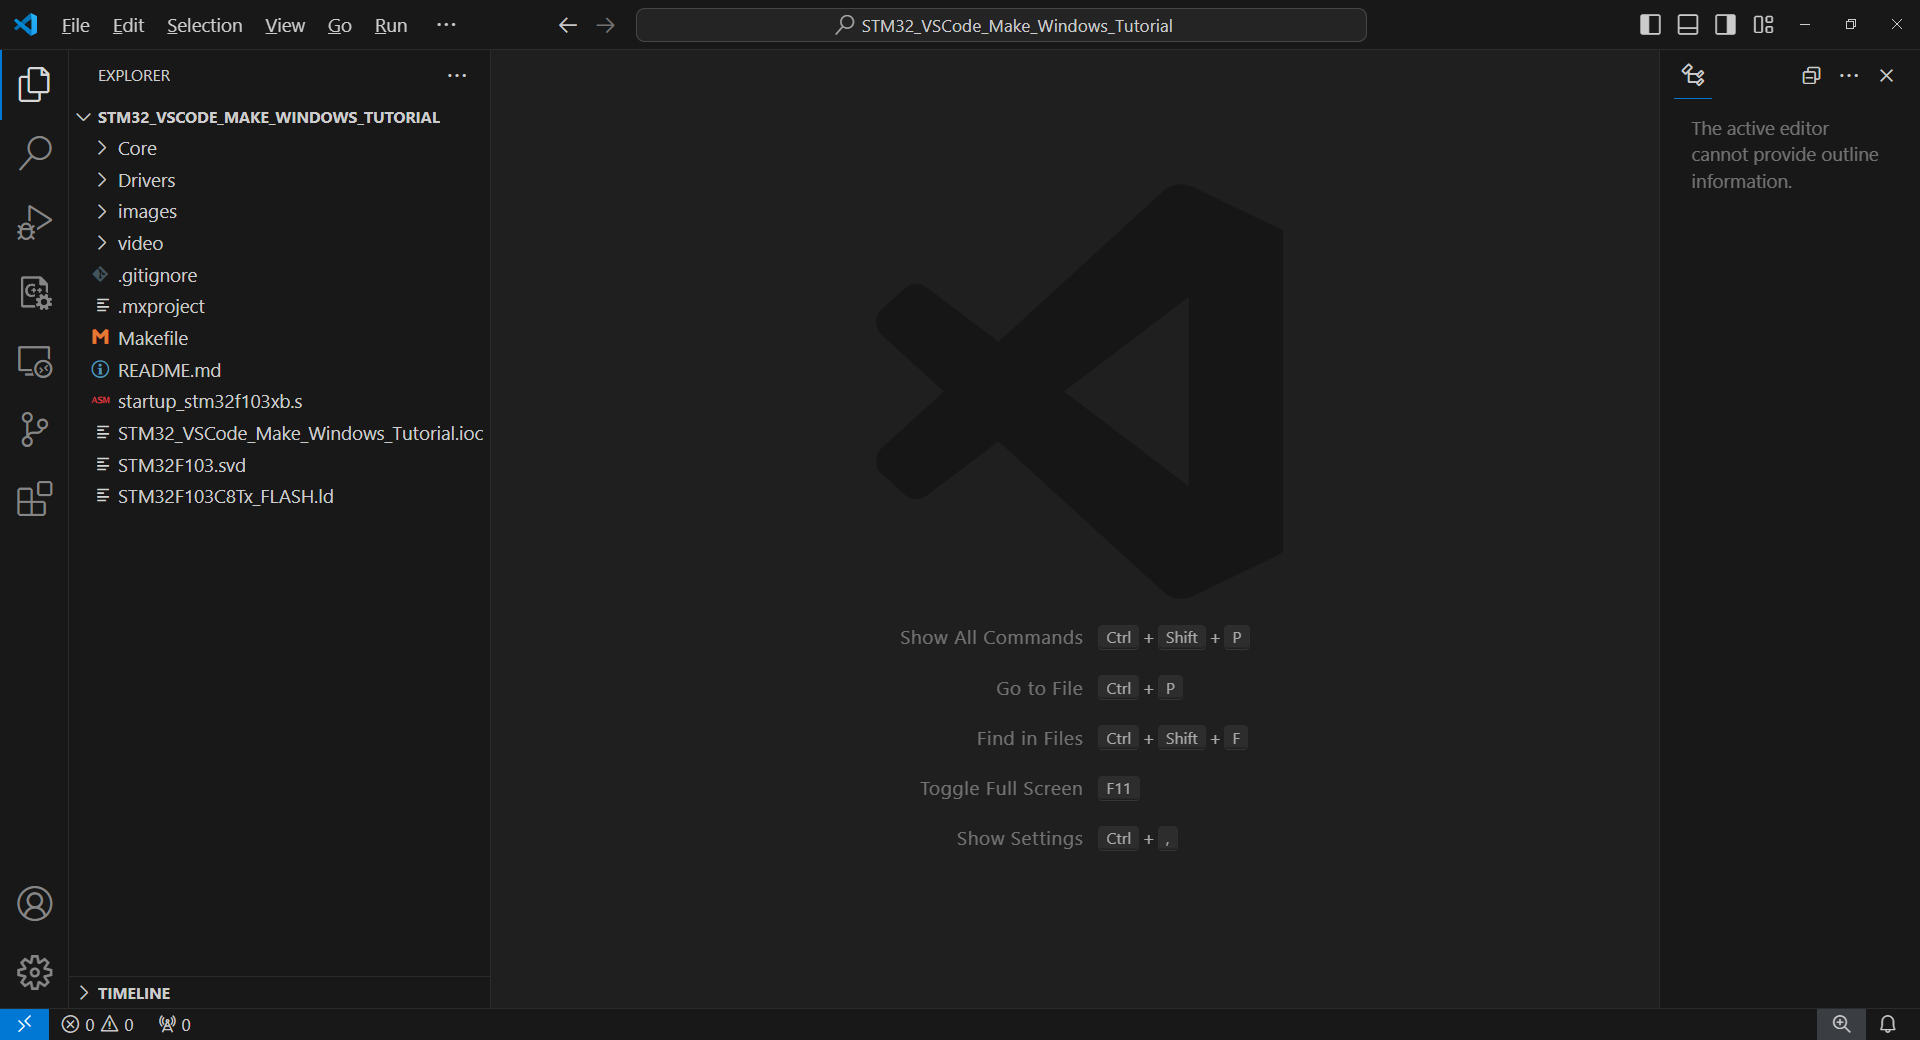 File Edit Selection View Go Run ···
STM32_VSCode_Make_Windows_Tutorial
EXPLORER
STM32_VSCODE_MAKE_WINDOWS_TUTORIAL
Core
Drivers
images
video
.gitignore
.mxproject
M Makefile
README.md
ASM startup_stm32f103xb.s
STM32_VSCode_Make_Windows_Tutorial.ioc
STM32F103.svd
STM32F103C8Tx_FLASH.ld
TIMELINE
Show All Commands Ctrl + Shift + P
Go to File Ctrl + P
Find in Files Ctrl + Shift + F
Toggle Full Screen F11
Show Settings Ctrl + ,
The active editor
cannot provide outline
information.
0 0 0